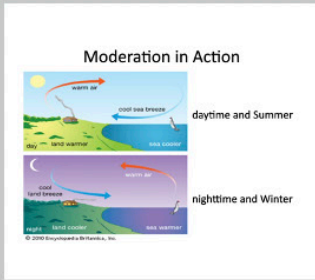 Moderation in Action
warm air
cool sea breeze
day
land warmer
sea cooler
daytime and Summer
warm air
cool
land breeze
night
land cooler
sea warmer
nighttime and Winter
© 2010 Encyclopædia Britannica, Inc.